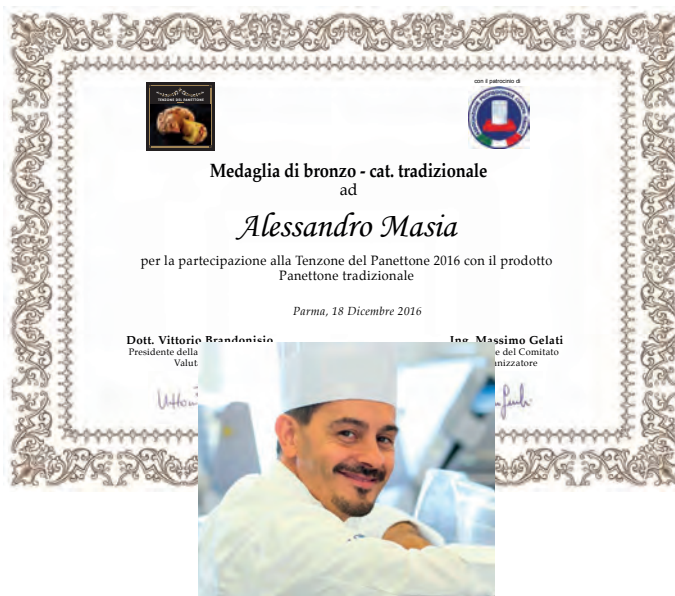 con il patrocinio di
TENZONE DEL PANETTONE
Medaglia di bronzo - cat. tradizionale
ad
Alessandro Masia
per la partecipazione alla Tenzone del Panettone 2016 con il prodotto
Panettone tradizionale
Parma, 18 Dicembre 2016
Dott. Vittorio Brandonisio Ing. Massimo Gelati
Presidente della e del Comitato